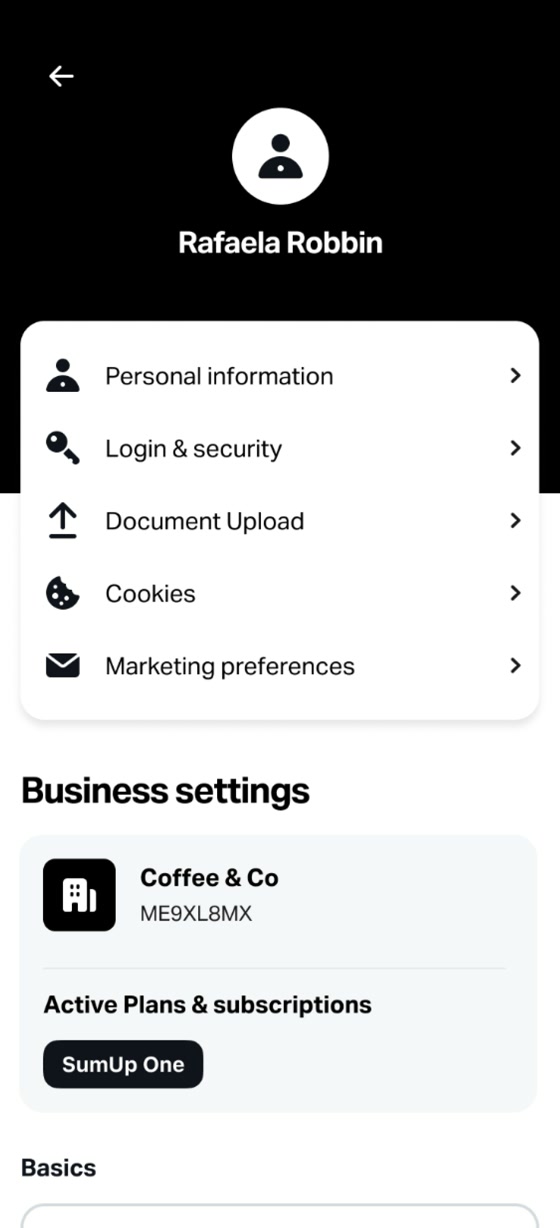 Rafaela Robbin
Personal information
Login & security
Document Upload
Cookies
Marketing preferences
Business settings
Coffee & Co
ME9XL8MX
Active Plans & subscriptions
SumUp One
Basics